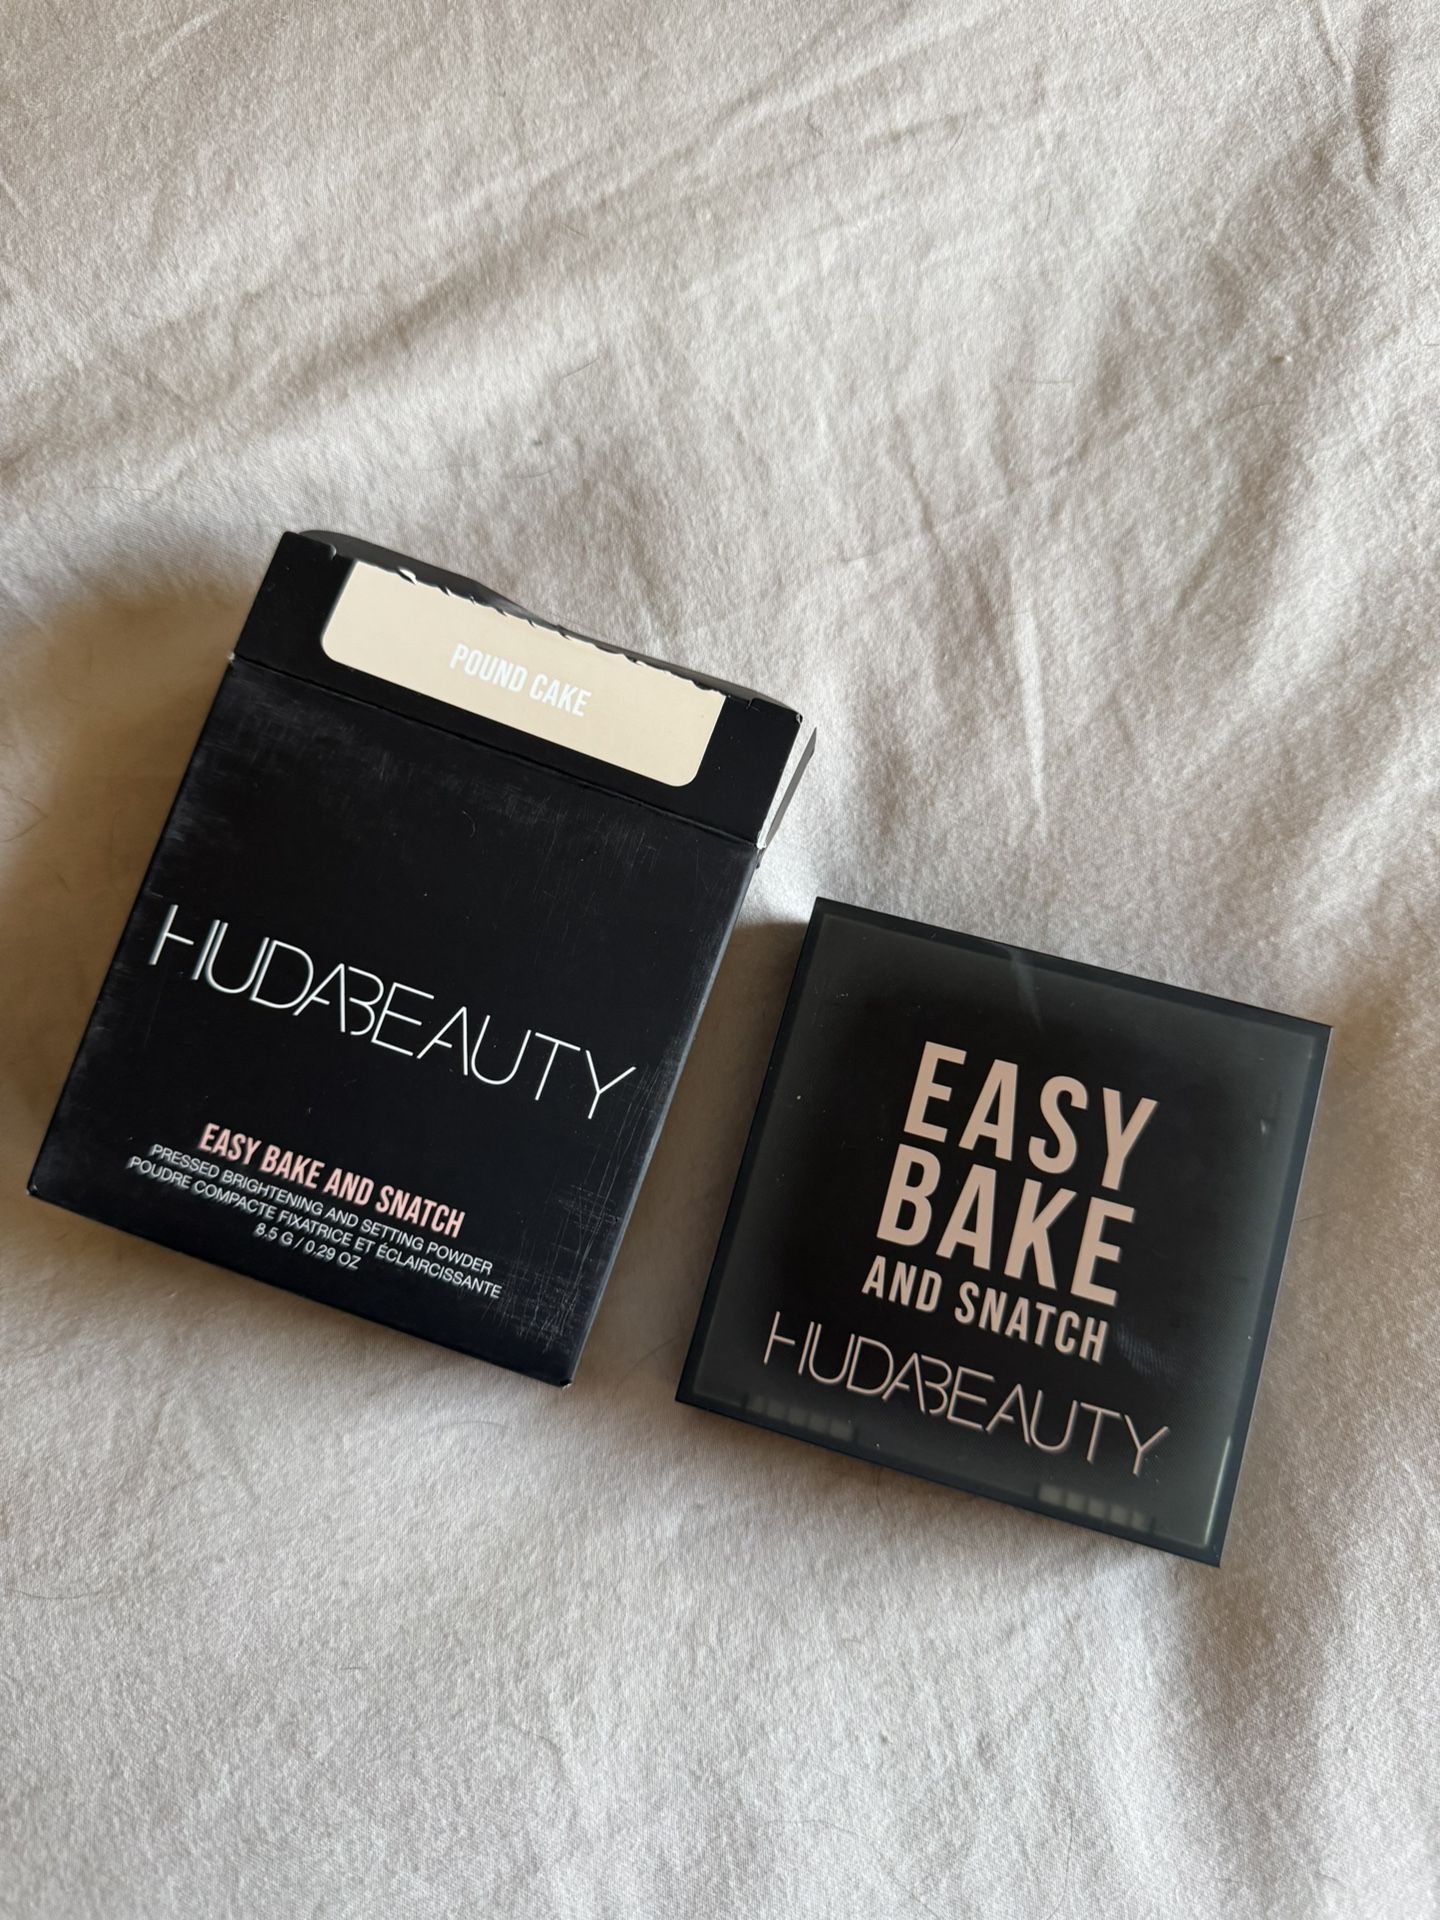 POUND CAKE
HUDABEAUTY
EASY BAKE AND SNATCH
PRESSED BRIGHTENING AND SETTING POWDER
POUDRE COMPACTE FIXATRICE ET ÉCLAIRCISSANTE
8.5 G / 0.29 OZ
EASY
BAKE
AND SNATCH
HUDABEAUTY